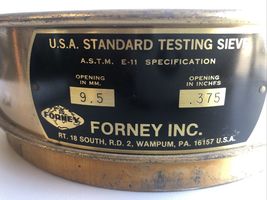 U.S.A. STANDARD TESTING SIEVE
A.S.T.M. E-11 SPECIFICATION
OPENING IN MM.
OPENING IN INCHES
9.5
.375
FORNEY
FORNEY INC.
RT. 18 SOUTH, R.D. 2, WAMPUM, PA. 16157 U.S.A.